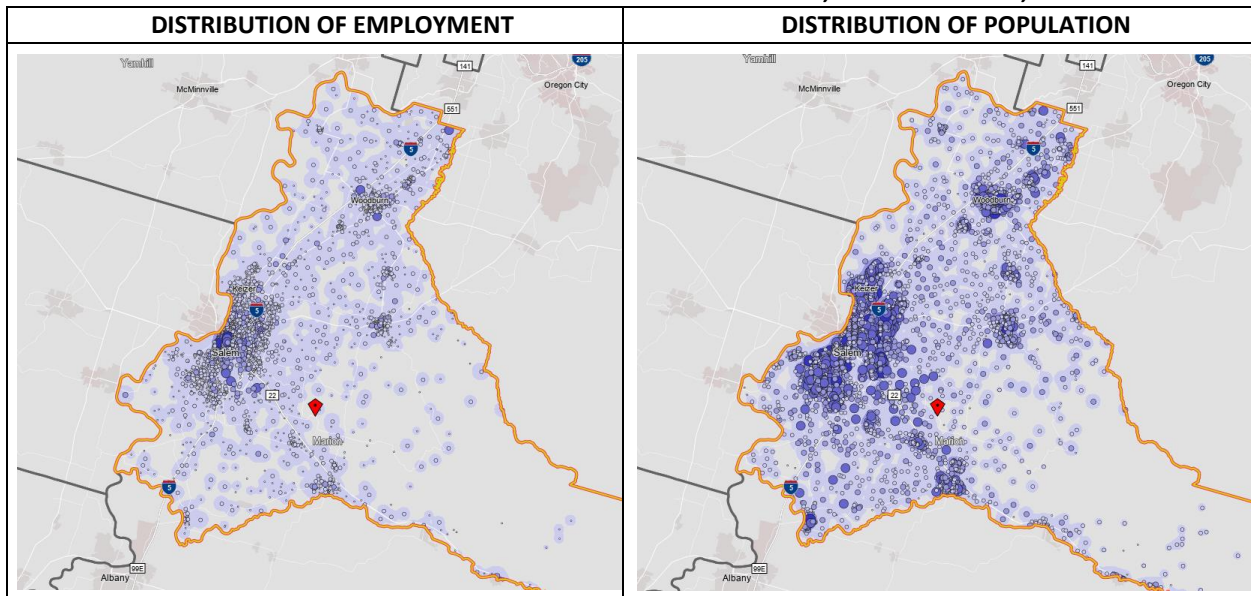 DISTRIBUTION OF EMPLOYMENT
DISTRIBUTION OF POPULATION
Yamhill
McMinnville
141
205
Oregon City
551
5
Woodburn
Keizer
5
Salem
22
Marion
5
99E
Albany
Yamhill
McMinnville
141
205
Oregon City
551
5
Woodburn
Keizer
5
Salem
22
Marion
5
99E
Albany